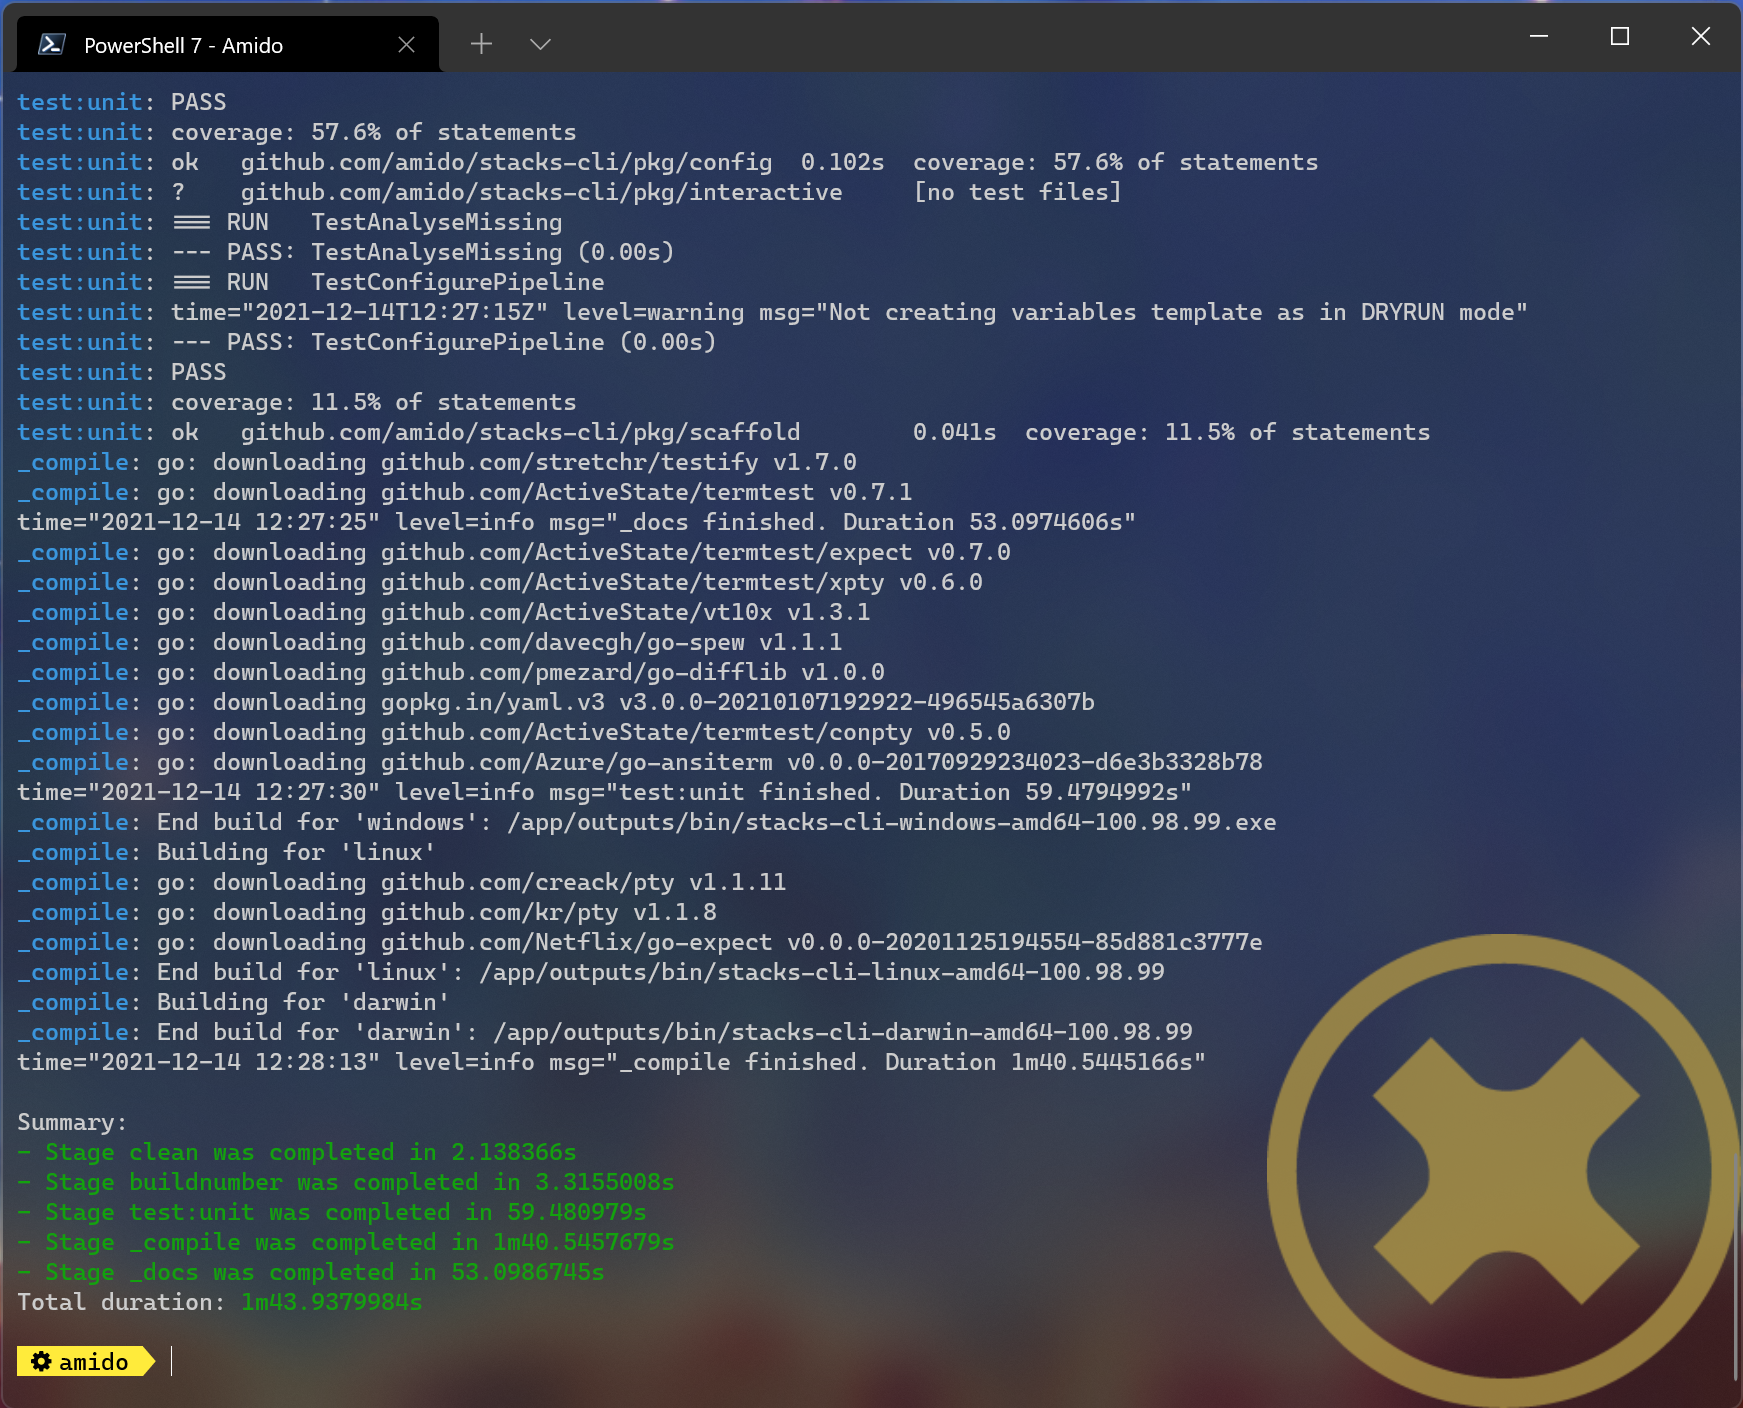 PowerShell 7 - Amido
test:unit: PASS
test:unit: coverage: 57.6% of statements
test:unit: ok   github.com/amido/stacks-cli/pkg/config  0.102s  coverage: 57.6% of statements
test:unit: ?    github.com/amido/stacks-cli/pkg/interactive     [no test files]
test:unit: === RUN   TestAnalyseMissing
test:unit: --- PASS: TestAnalyseMissing (0.00s)
test:unit: === RUN   TestConfigurePipeline
test:unit: time="2021-12-14T12:27:15Z" level=warning msg="Not creating variables template as in DRYRUN mode"
test:unit: --- PASS: TestConfigurePipeline (0.00s)
test:unit: PASS
test:unit: coverage: 11.5% of statements
test:unit: ok   github.com/amido/stacks-cli/pkg/scaffold        0.041s  coverage: 11.5% of statements
_compile: go: downloading github.com/stretchr/testify v1.7.0
_compile: go: downloading github.com/ActiveState/termtest v0.7.1
time="2021-12-14 12:27:25" level=info msg="_docs finished. Duration 53.0974606s"
_compile: go: downloading github.com/ActiveState/termtest/expect v0.7.0
_compile: go: downloading github.com/ActiveState/termtest/xpty v0.6.0
_compile: go: downloading github.com/ActiveState/vt10x v1.3.1
_compile: go: downloading github.com/davecgh/go-spew v1.1.1
_compile: go: downloading github.com/pmezard/go-difflib v1.0.0
_compile: go: downloading gopkg.in/yaml.v3 v3.0.0-20210107192922-496545a6307b
_compile: go: downloading github.com/ActiveState/termtest/conpty v0.5.0
_compile: go: downloading github.com/Azure/go-ansiterm v0.0.0-20170929234023-d6e3b3328b78
time="2021-12-14 12:27:30" level=info msg="test:unit finished. Duration 59.4794992s"
_compile: End build for 'windows': /app/outputs/bin/stacks-cli-windows-amd64-100.98.99.exe
_compile: Building for 'linux'
_compile: go: downloading github.com/creack/pty v1.1.11
_compile: go: downloading github.com/kr/pty v1.1.8
_compile: go: downloading github.com/Netflix/go-expect v0.0.0-20201125194554-85d881c3777e
_compile: End build for 'linux': /app/outputs/bin/stacks-cli-linux-amd64-100.98.99
_compile: Building for 'darwin'
_compile: End build for 'darwin': /app/outputs/bin/stacks-cli-darwin-amd64-100.98.99
time="2021-12-14 12:28:13" level=info msg="_compile finished. Duration 1m40.5445166s"
Summary:
- Stage clean was completed in 2.138366s
- Stage buildnumber was completed in 3.3155008s
- Stage test:unit was completed in 59.480979s
- Stage _compile was completed in 1m40.5457679s
- Stage _docs was completed in 53.0986745s
Total duration: 1m43.9379984s
amido